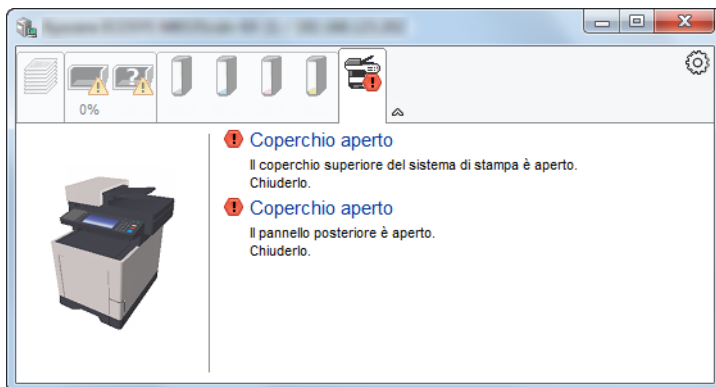 0%
Coperchio aperto
Il coperchio superiore del sistema di stampa è aperto.
Chiuderlo.
Coperchio aperto
Il pannello posteriore è aperto.
Chiuderlo.